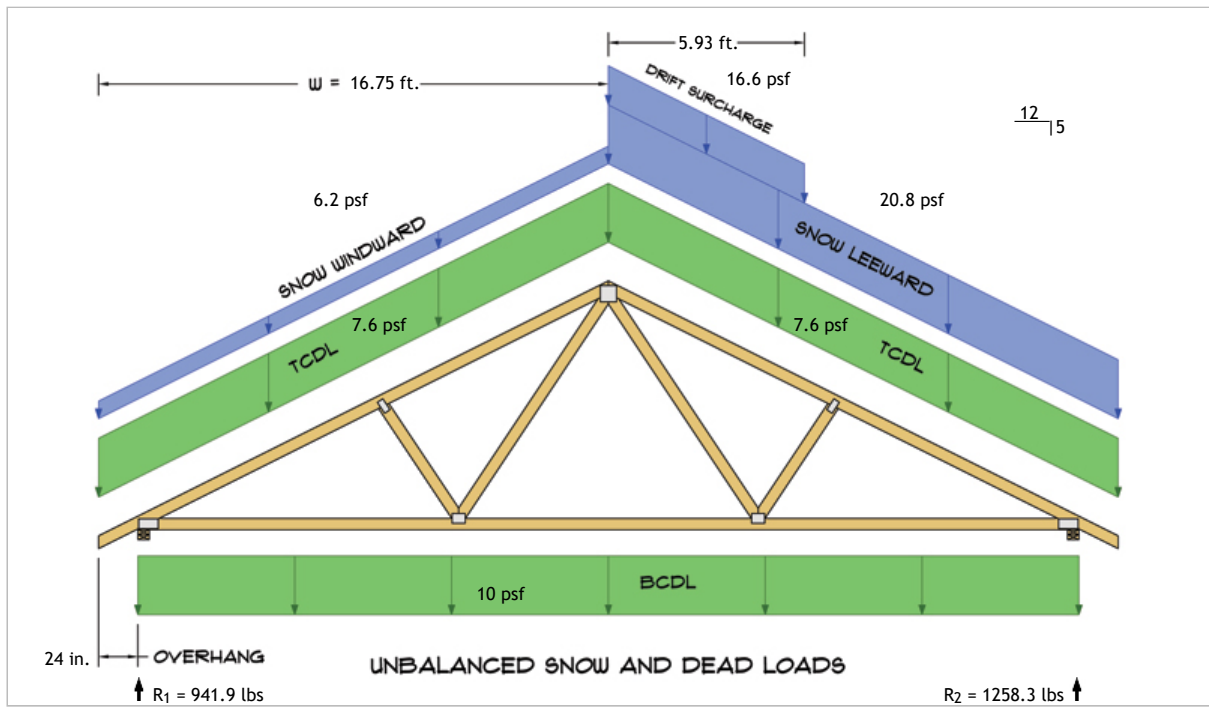 5.93 ft.
DRIFT SURCHARGE
16.6 psf
W = 16.75 ft.
12
5
6.2 psf
20.8 psf
SNOW WINDWARD
SNOW LEEWARD
7.6 psf
7.6 psf
TCDL
TCDL
10 psf
BCDL
24 in.
OVERHANG
UNBALANCED SNOW AND DEAD LOADS
R₁ = 941.9 lbs
R₂ = 1258.3 lbs